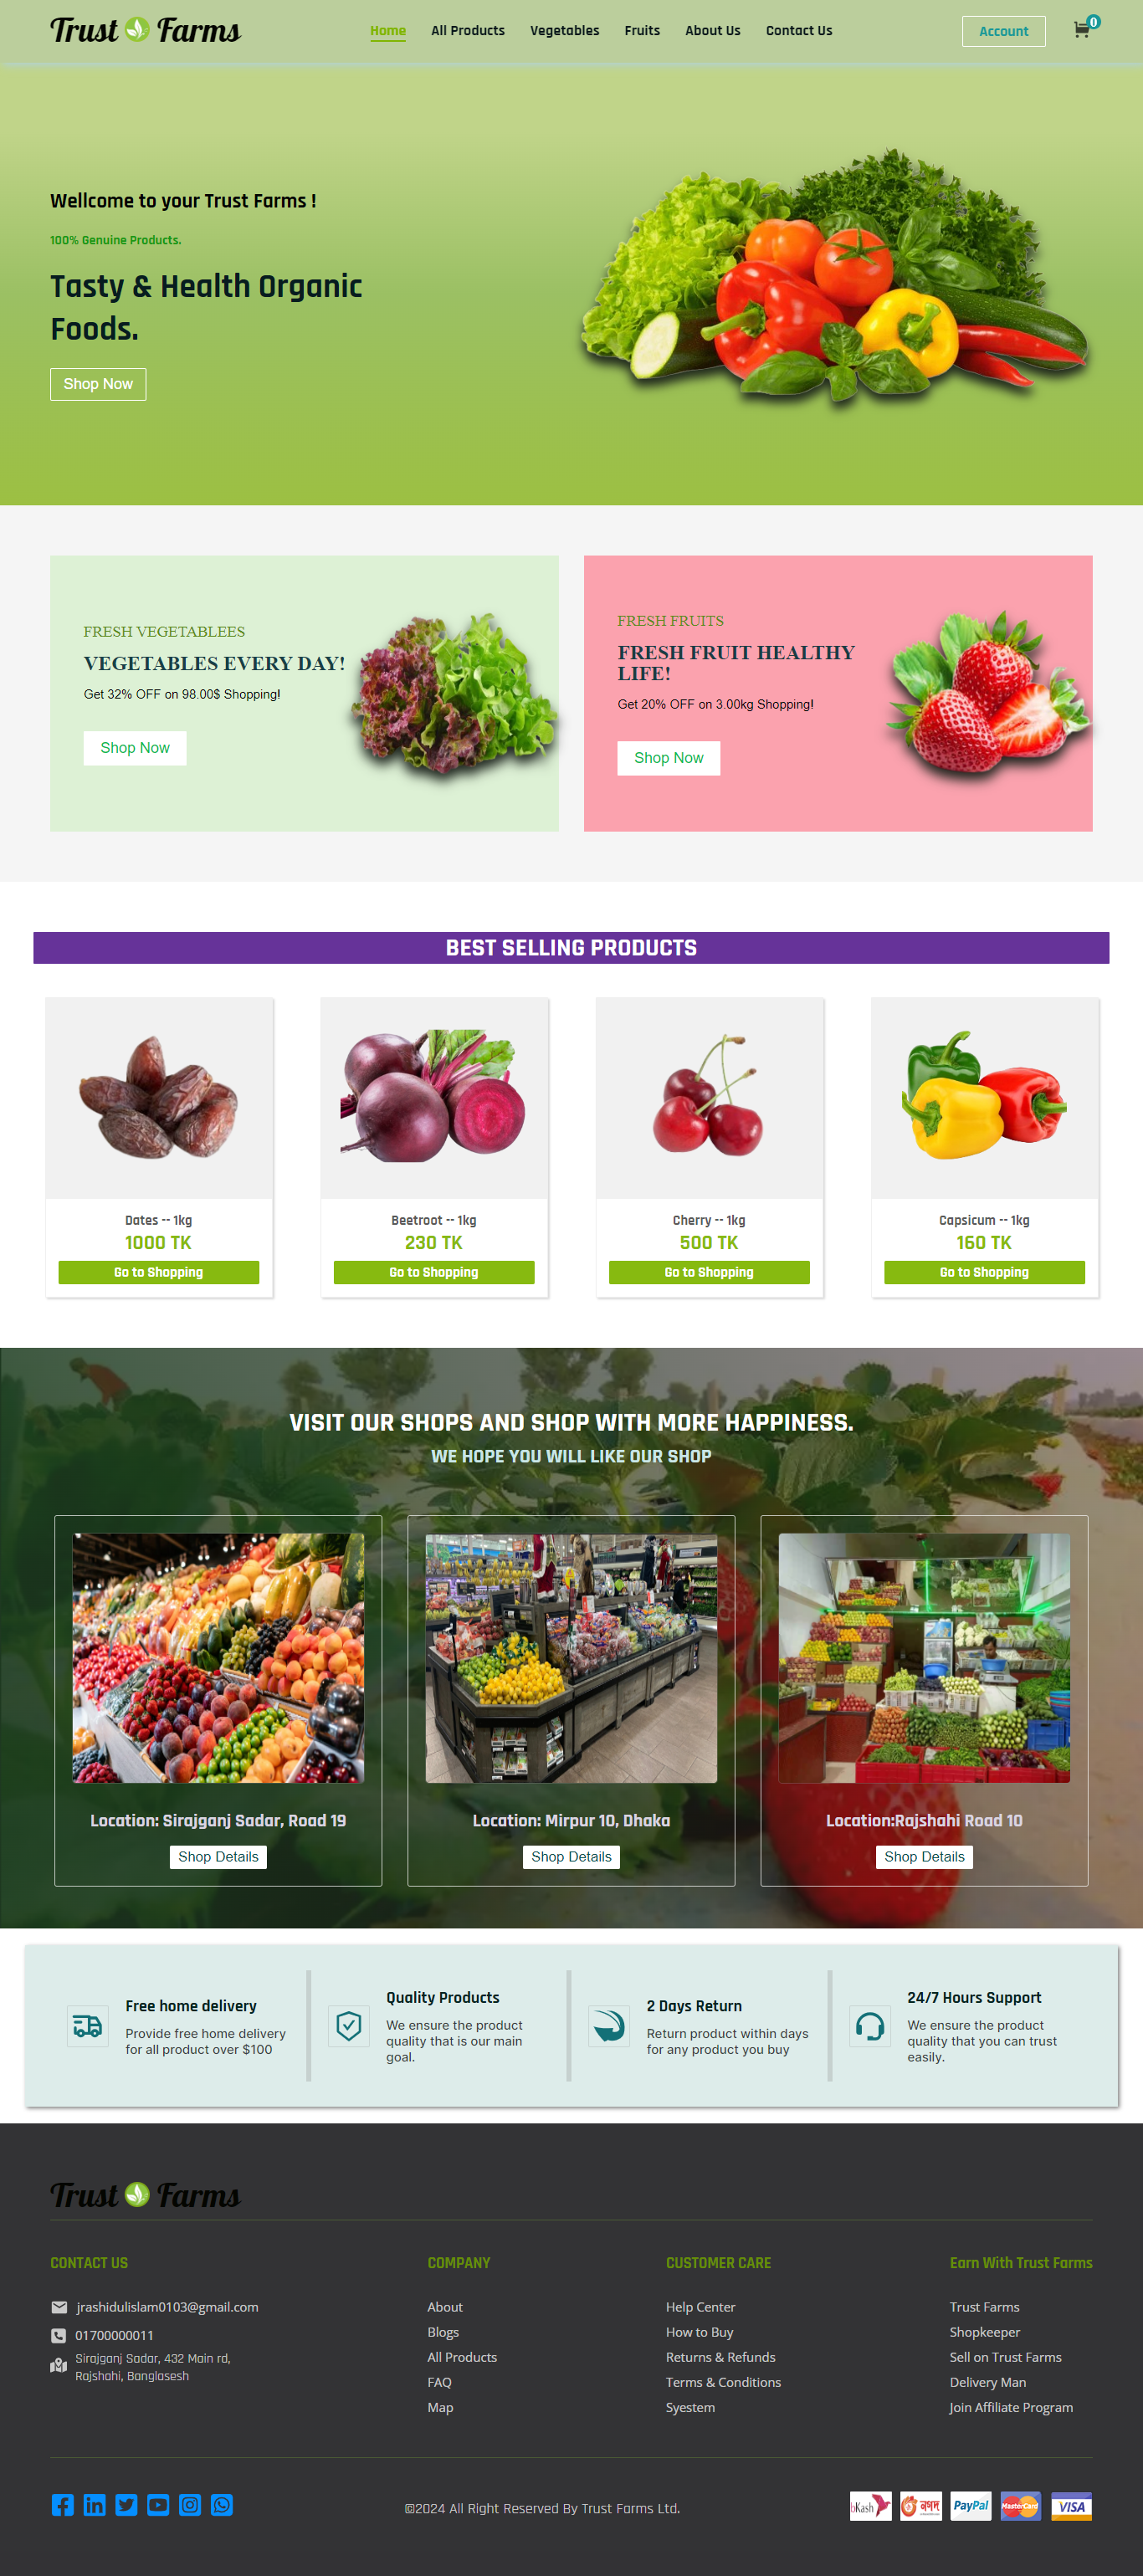 Trust Farms
Home All Products Vegetables Fruits About Us Contact Us
Account
0
Wellcome to your Trust Farms !
100% Genuine Products.
Tasty & Health Organic
Foods.
Shop Now
FRESH VEGETABLEES
VEGETABLES EVERY DAY!
Get 32% OFF on 98.00$ Shopping!
Shop Now
FRESH FRUITS
FRESH FRUIT HEALTHY
LIFE!
Get 20% OFF on 3.00kg Shopping!
Shop Now
BEST SELLING PRODUCTS
Dates -- 1kg
1000 TK
Go to Shopping
Beetroot -- 1kg
230 TK
Go to Shopping
Cherry -- 1kg
500 TK
Go to Shopping
Capsicum -- 1kg
160 TK
Go to Shopping
VISIT OUR SHOPS AND SHOP WITH MORE HAPPINESS.
WE HOPE YOU WILL LIKE OUR SHOP
Location: Sirajganj Sadar, Road 19
Shop Details
Location: Mirpur 10, Dhaka
Shop Details
Location:Rajshahi Road 10
Shop Details
Free home delivery
Provide free home delivery
for all product over $100
Quality Products
We ensure the product
quality that is our main
goal.
2 Days Return
Return product within days
for any product you buy
24/7 Hours Support
We ensure the product
quality that you can trust
easily.
Trust Farms
CONTACT US
jrashidulislam0103@gmail.com
01700000011
Sirajganj Sadar, 432 Main rd,
Rajshahi, Banglasesh
COMPANY
About
Blogs
All Products
FAQ
Map
CUSTOMER CARE
Help Center
How to Buy
Returns & Refunds
Terms & Conditions
Syestem
Earn With Trust Farms
Trust Farms
Shopkeeper
Sell on Trust Farms
Delivery Man
Join Affiliate Program
©2024 All Right Reserved By Trust Farms Ltd.
bKash
নগদ
PayPal
MasterCard
VISA